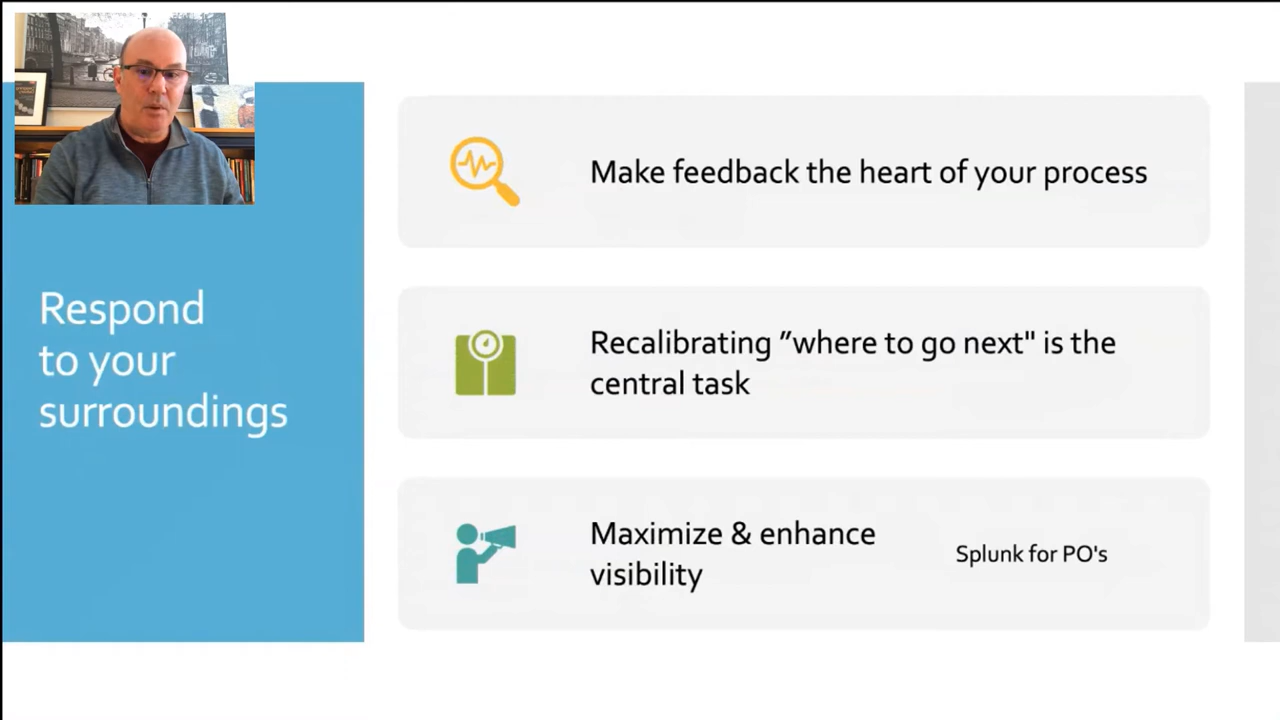 Respond
to your
surroundings
Make feedback the heart of your process
Recalibrating ”where to go next" is the
central task
Maximize & enhance
visibility
Splunk for PO's